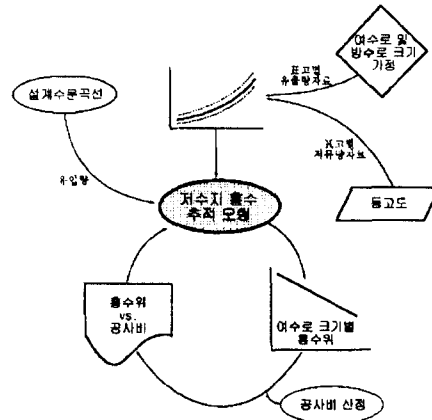 여수로 및
방수로 크기
가정
표고별
유출량자료
설계수문곡선
표고별
저류량자료
유입량
저수지 홍수
추적 모형
등고도
홍수위
vs.
공사비
여수로 크기별
홍수위
공사비 산정